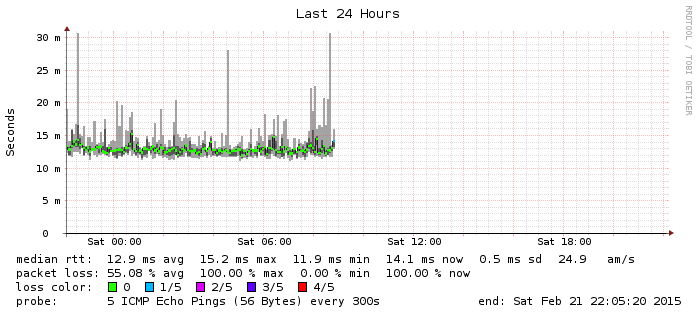 Last 24 Hours
RRDTOOL / TOBI OETIKER
Seconds
30 m
25 m
20 m
15 m
10 m
5 m
0
Sat 00:00 Sat 06:00 Sat 12:00 Sat 18:00
median rtt: 12.9 ms avg 15.2 ms max 11.9 ms min 14.1 ms now 0.5 ms sd 24.9 am/s
packet loss: 55.08 % avg 100.00 % max 0.00 % min 100.00 % now
loss color: 0 1/5 2/5 3/5 4/5
probe: 5 ICMP Echo Pings (56 Bytes) every 300s end: Sat Feb 21 22:05:20 2015